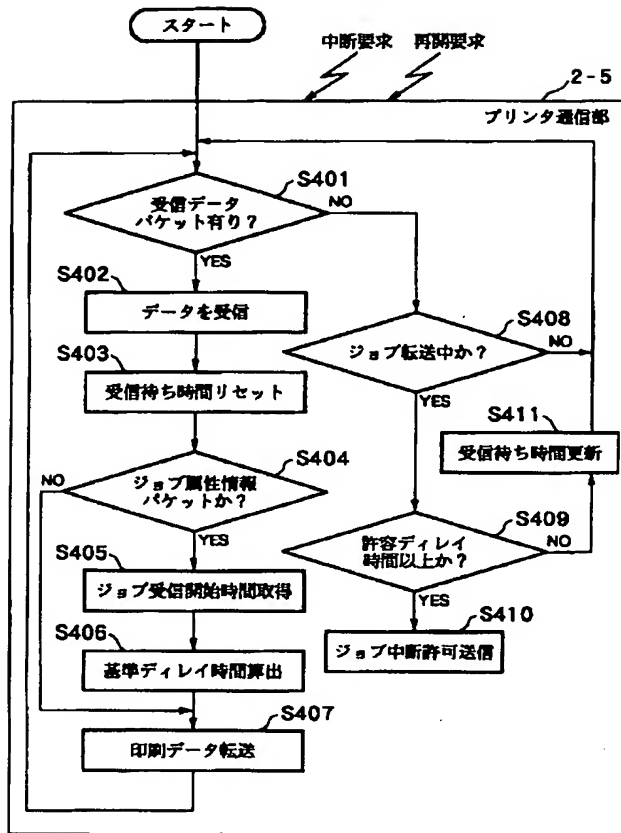 スタート
中断要求
再開要求
2-5
プリンタ通信部
S401
受信データ
パケット有り？
NO
YES
S402
データを受信
S403
受信待ち時間リセット
S404
ジョブ属性情報
パケットか？
NO
YES
S405
ジョブ受信開始時間取得
S406
基準ディレイ時間算出
S407
印刷データ転送
S408
ジョブ転送中か？
NO
YES
S411
受信待ち時間更新
S409
許容ディレイ
時間以上か？
NO
YES
S410
ジョブ中断許可送信